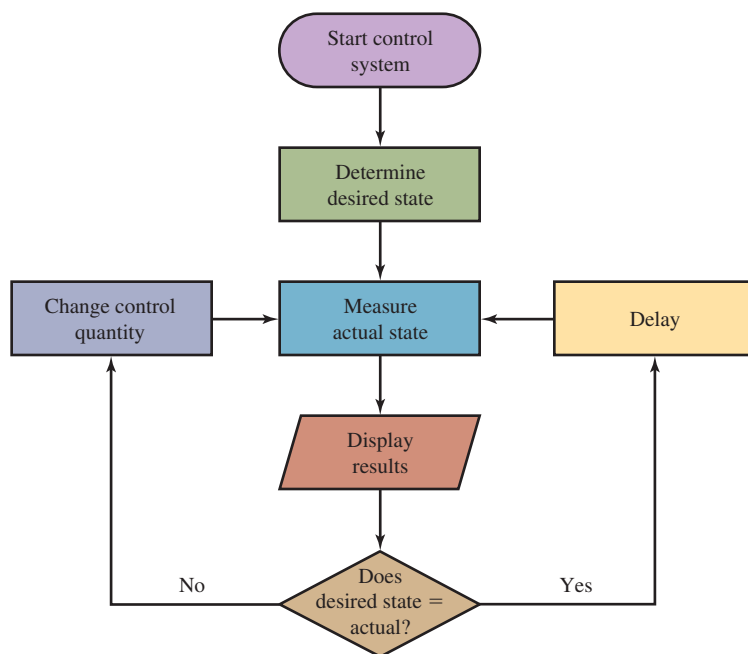 Start control
system
Determine
desired state
Change control
quantity
Measure
actual state
Delay
Display
results
No
Does
desired state =
actual?
Yes